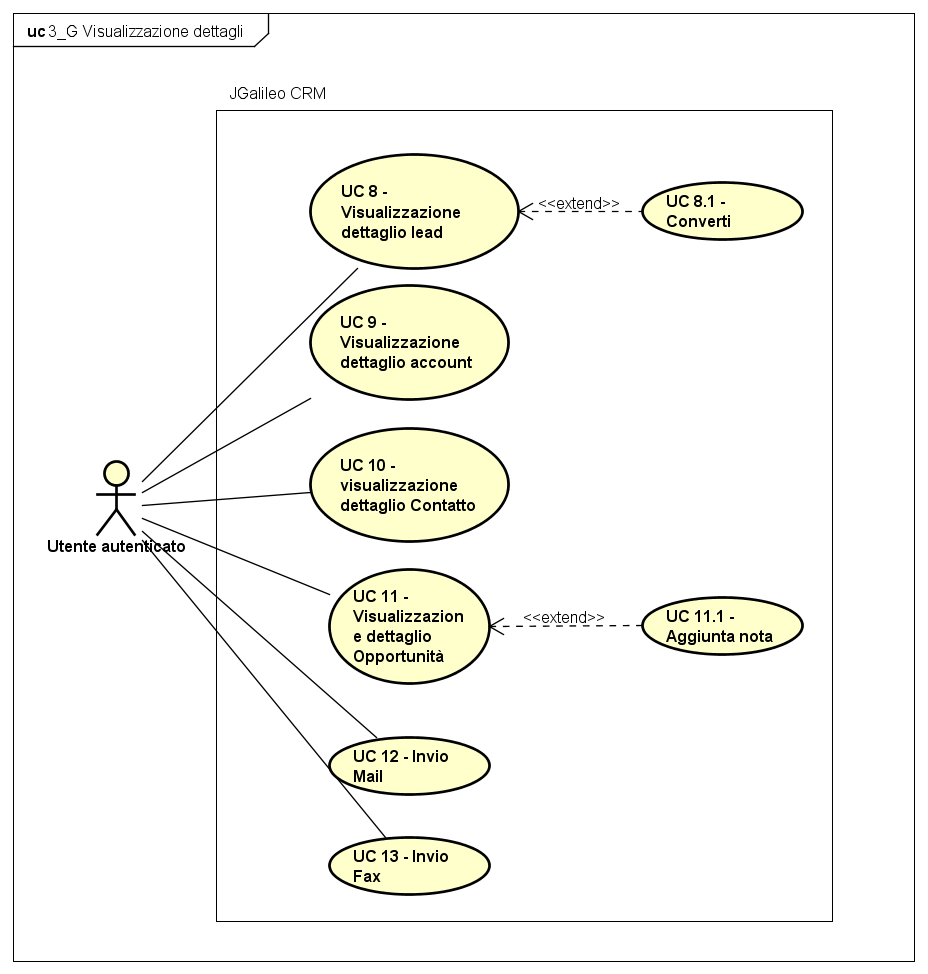 uc 3_G Visualizzazione dettagli
JGalileo CRM
UC 8 -
Visualizzazione
dettaglio lead
<<extend>>
UC 8.1 -
Converti
UC 9 -
Visualizzazione
dettaglio account
UC 10 -
visualizzazione
dettaglio Contatto
Utente autenticato
UC 11 -
Visualizzazion
e dettaglio
Opportunità
<<extend>>
UC 11.1 -
Aggiunta nota
UC 12 - Invio
Mail
UC 13 - Invio
Fax